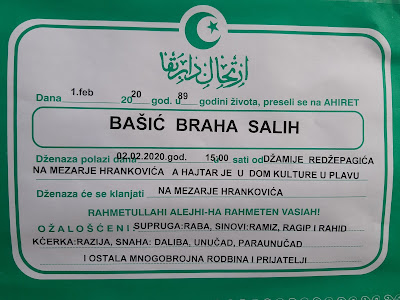 ارتحال دار بقا
Dana 1.feb 2020 god. u 89 godini života, preseli se na AHIRET
BAŠIĆ BRAHA SALIH
Dženaza polazi dana 02.02.2020.god. 15:00 sati od DŽAMIJE REDŽEPAGIĆA
NA MEZARJE HRANKOVIĆA A HAJTAR JE U DOM KULTURE U PLAVU
Dženaza će se klanjati NA MEZARJE HRANKOVIĆA
RAHMETULLAHI ALEJHI-HA RAHMETEN VASIAH!
OŽALOŠĆENI: SUPRUGA:RABA, SINOVI:RAMIZ, RAGIP I RAHID
KĆERKA:RAZIJA, SNAHA: DALIBA, UNUČAD, PARAUNUČAD
I OSTALA MNOGOBROJNA RODBINA I PRIJATELJI